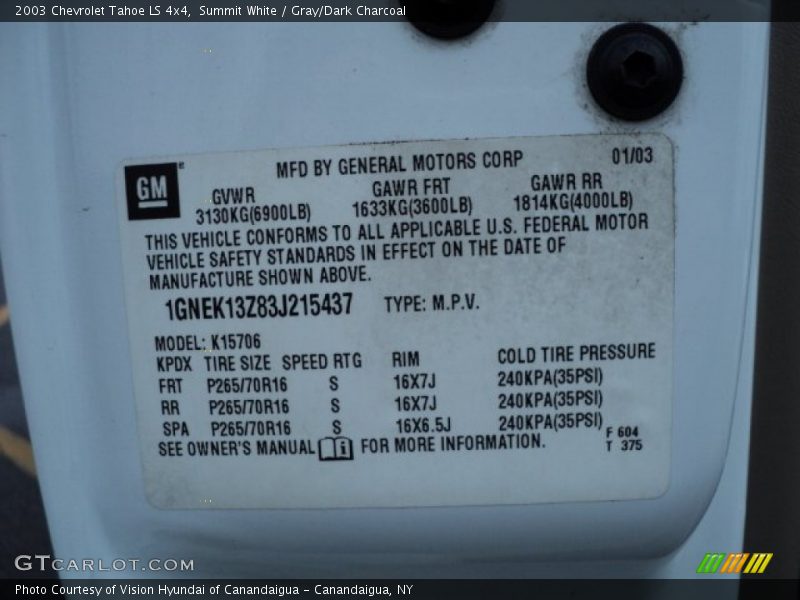 2003 Chevrolet Tahoe LS 4x4,  Summit White / Gray/Dark Charcoal
MFD BY GENERAL MOTORS CORP 01/03
GM
GVWR GAWR FRT GAWR RR
3130KG(6900LB) 1633KG(3600LB) 1814KG(4000LB)
THIS VEHICLE CONFORMS TO ALL APPLICABLE U.S. FEDERAL MOTOR
VEHICLE SAFETY STANDARDS IN EFFECT ON THE DATE OF
MANUFACTURE SHOWN ABOVE.
1GNEK13Z83J215437 TYPE: M.P.V.
MODEL: K15706
KPDX TIRE SIZE SPEED RTG RIM COLD TIRE PRESSURE
FRT P265/70R16 S 16X7J 240KPA(35PSI)
RR P265/70R16 S 16X7J 240KPA(35PSI)
SPA P265/70R16 S 16X6.5J 240KPA(35PSI)
SEE OWNER'S MANUAL i FOR MORE INFORMATION.
F 604
T 375
GTCARLOT.COM
Photo Courtesy of Vision Hyundai of Canandaigua - Canandaigua, NY